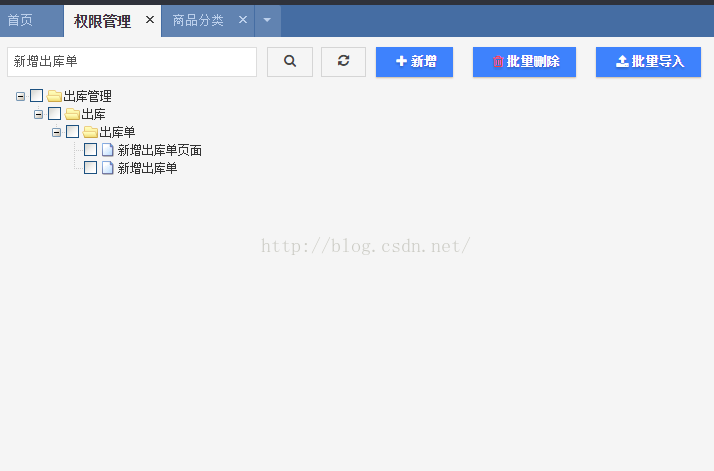 首页 权限管理 商品分类
新增出库单 新增 批量删除 批量导入
出库管理
出库
出库单
新增出库单页面
新增出库单
http://blog.csdn.net/